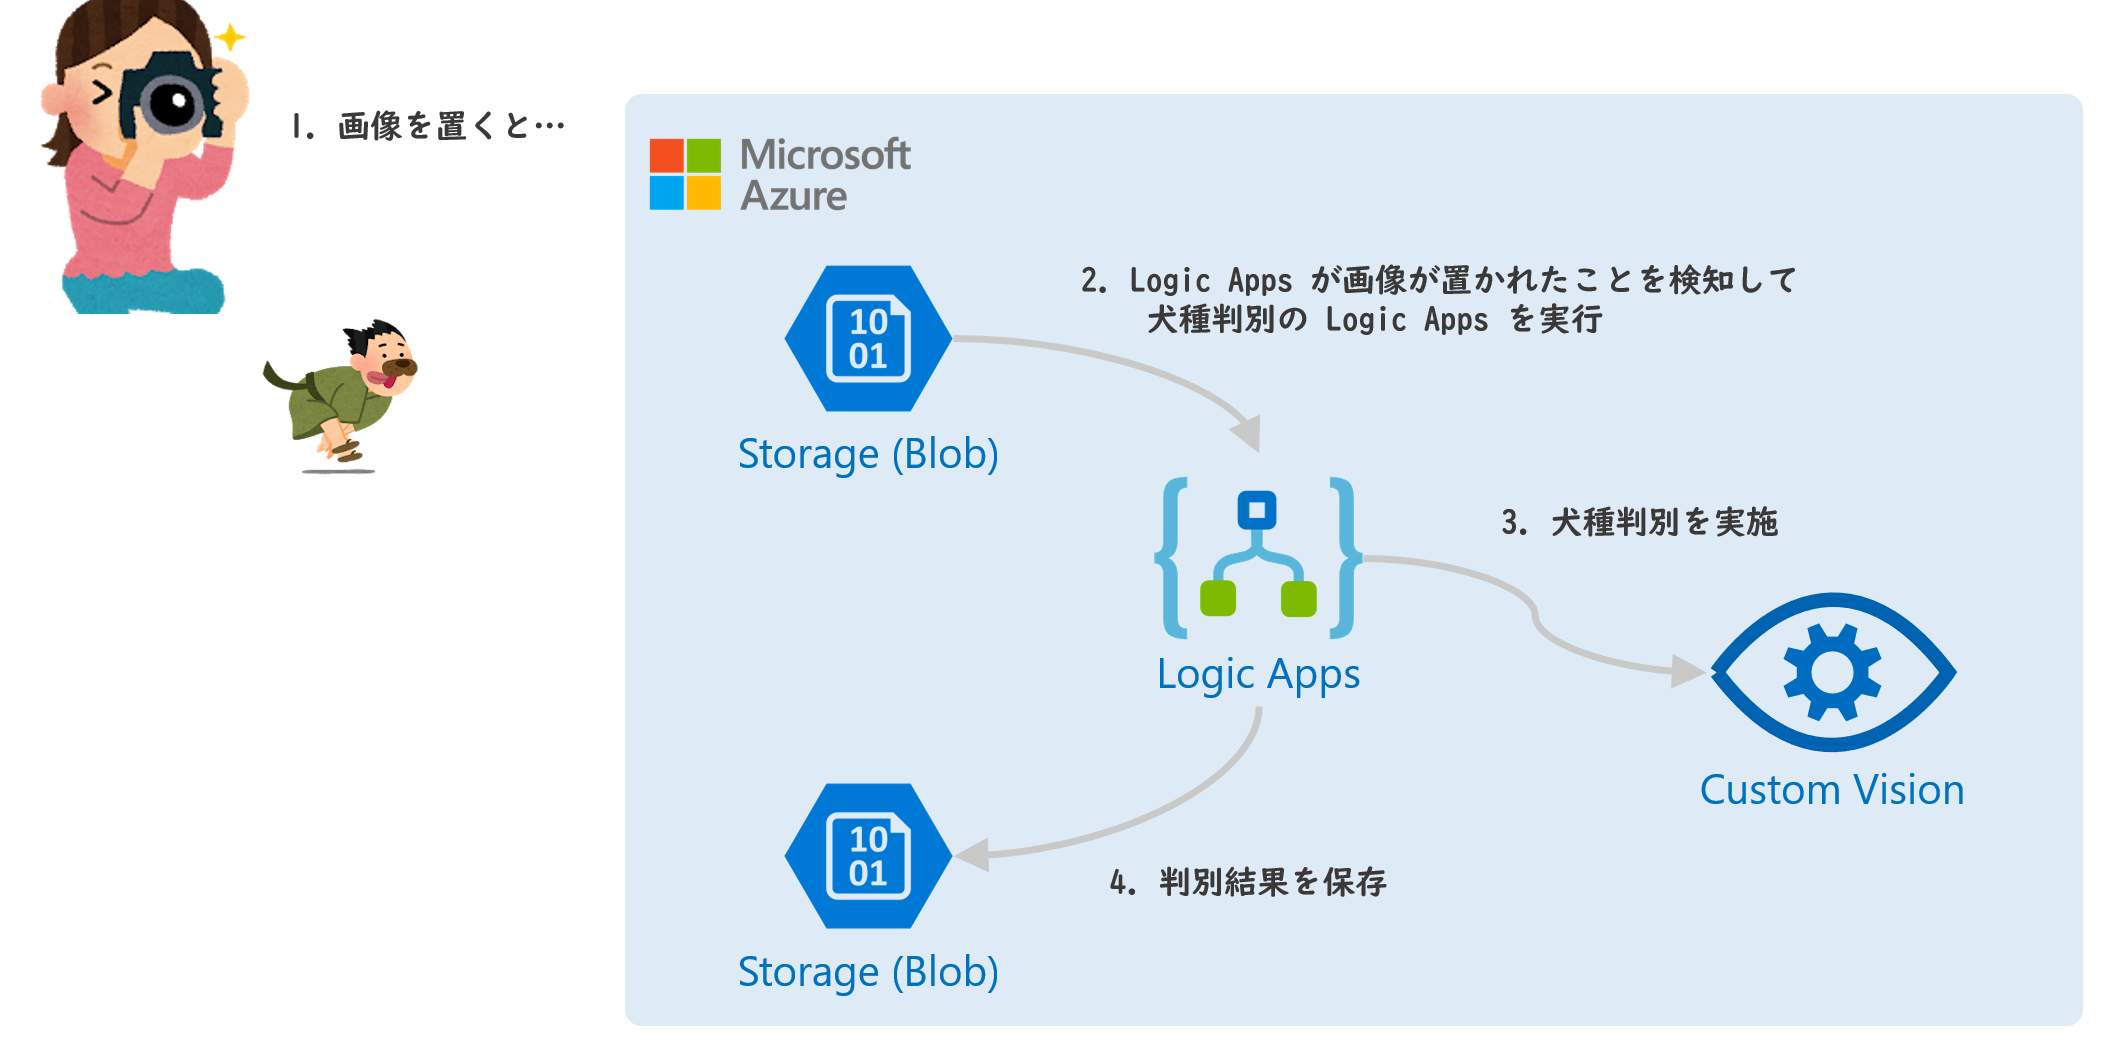 1. 画像を置くと…
Microsoft
Azure
2. Logic Apps が画像が置かれたことを検知して
犬種判別の Logic Apps を実行
10
01
Storage (Blob)
3. 犬種判別を実施
Logic Apps
Custom Vision
10
01
4. 判別結果を保存
Storage (Blob)